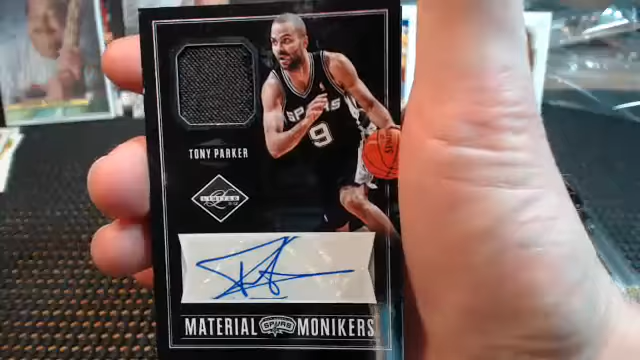 SPURS
9
TONY PARKER
LIMITED
MATERIAL SPURS MONIKERS